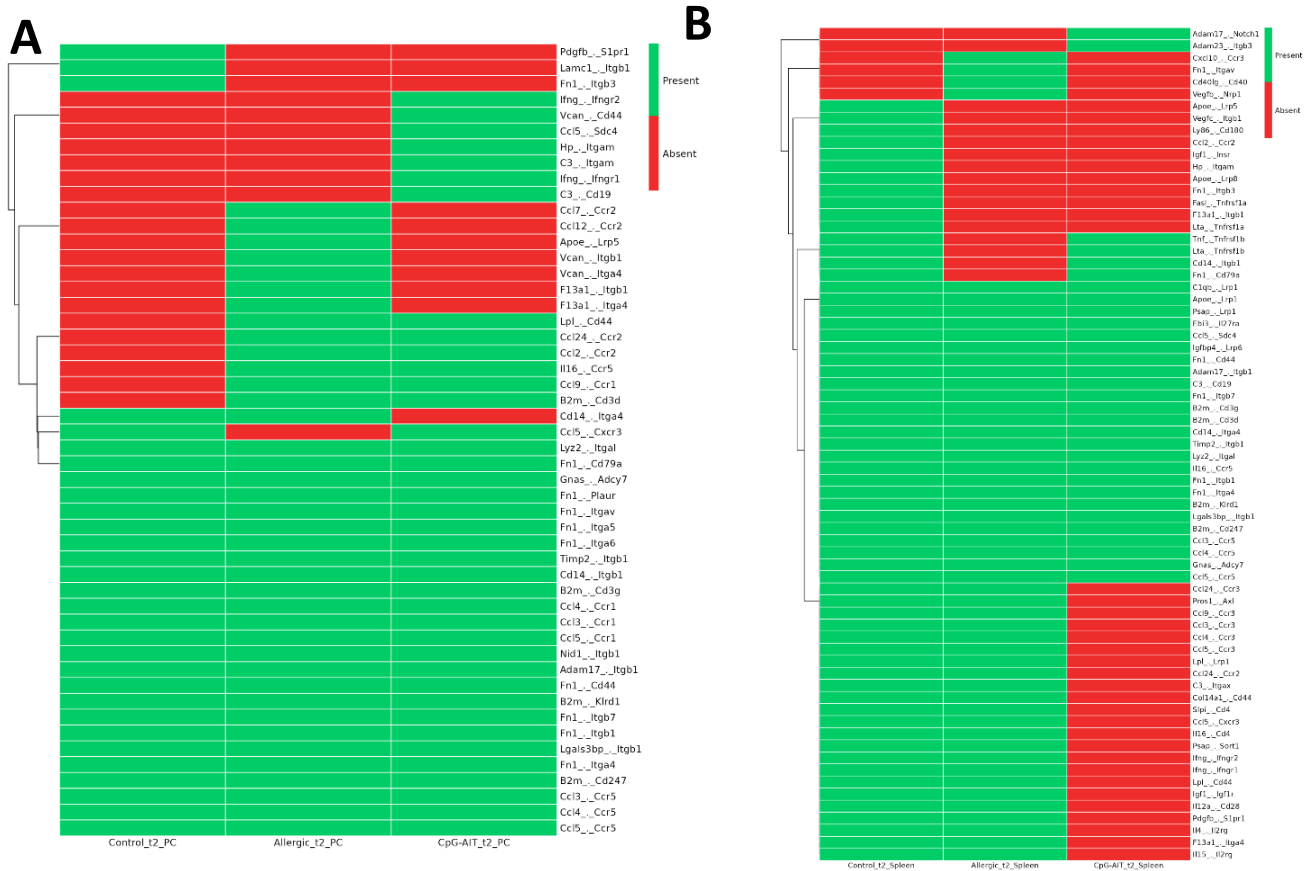 A
Pdgfb_._S1pr1
Lamc1_._Itgb1
Fn1_._Itgb3
Ifng_._Ifngr2
Vcan_._Cd44
Ccl5_._Sdc4
Hp_._Itgam
C3_._Itgam
Ifng_._Ifngr1
C3_._Cd19
Ccl7_._Ccr2
Ccl12_._Ccr2
Apoe_._Lrp5
Vcan_._Itgb1
Vcan_._Itga4
F13a1_._Itgb1
F13a1_._Itga4
Lpl_._Cd44
Ccl24_._Ccr2
Ccl2_._Ccr2
Il16_._Ccr5
Ccl9_._Ccr1
B2m_._Cd3d
Cd14_._Itga4
Ccl5_._Cxcr3
Lyz2_._Itgal
Fn1_._Cd79a
Gnas_._Adcy7
Fn1_._Plaur
Fn1_._Itgav
Fn1_._Itga5
Fn1_._Itga6
Timp2_._Itgb1
Cd14_._Itgb1
B2m_._Cd3g
Ccl4_._Ccr1
Ccl3_._Ccr1
Ccl5_._Ccr1
Nid1_._Itgb1
Adam17_._Itgb1
Fn1_._Cd44
B2m_._Klrd1
Fn1_._Itgb7
Fn1_._Itgb1
Lgals3bp_._Itgb1
Fn1_._Itga4
B2m_._Cd247
Ccl3_._Ccr5
Ccl4_._Ccr5
Ccl5_._Ccr5
Present
Absent
Control_t2_PC
Allergic_t2_PC
CpG-AIT_t2_PC
B
Adam17_._Notch1
Adam23_._Itgb3
Cxcl10_._Ccr3
Fn1_._Itgav
Cd40lg_._Cd40
Vegfb_._Nrp1
Apoe_._Lrp5
Vegfc_._Itgb1
Ly86_._Cd180
Ccl2_._Ccr2
Igf1_._Insr
Hp_._Itgam
Apoe_._Lrp8
Fn1_._Itgb3
Fasl_._Tnfrsf1a
F13a1_._Itgb1
Lta_._Tnfrsf1a
Tnf_._Tnfrsf1b
Lta_._Tnfrsf1b
Cd14_._Itgb1
Fn1_._Cd79a
C1qb_._Lrp1
Apoe_._Lrp1
Psap_._Lrp1
Ebi3_._Il27ra
Ccl5_._Sdc4
Igfbp4_._Lrp6
Fn1_._Cd44
Adam17_._Itgb1
C3_._Cd19
Fn1_._Itgb7
B2m_._Cd3g
B2m_._Cd3d
Cd14_._Itga4
Timp2_._Itgb1
Lyz2_._Itgal
Il16_._Ccr5
Fn1_._Itgb1
Fn1_._Itga4
B2m_._Klrd1
Lgals3bp_._Itgb1
B2m_._Cd247
Ccl3_._Ccr5
Ccl4_._Ccr5
Gnas_._Adcy7
Ccl5_._Ccr5
Ccl24_._Ccr3
Pros1_._Axl
Ccl9_._Ccr3
Ccl3_._Ccr3
Ccl4_._Ccr3
Ccl5_._Ccr3
Lpl_._Lrp1
Ccl24_._Ccr2
C3_._Itgax
Col14a1_._Cd44
Slpi_._Cd4
Ccl5_._Cxcr3
Il16_._Cd4
Psap_._Sort1
Ifng_._Ifngr2
Ifng_._Ifngr1
Lpl_._Cd44
Igf1_._Igf1r
Il12a_._Cd28
Pdgfb_._S1pr1
Il4_._Il2rg
F13a1_._Itga4
Il15_._Il2rg
Present
Absent
Control_t2_Spleen
Allergic_t2_Spleen
CpG-AIT_t2_Spleen